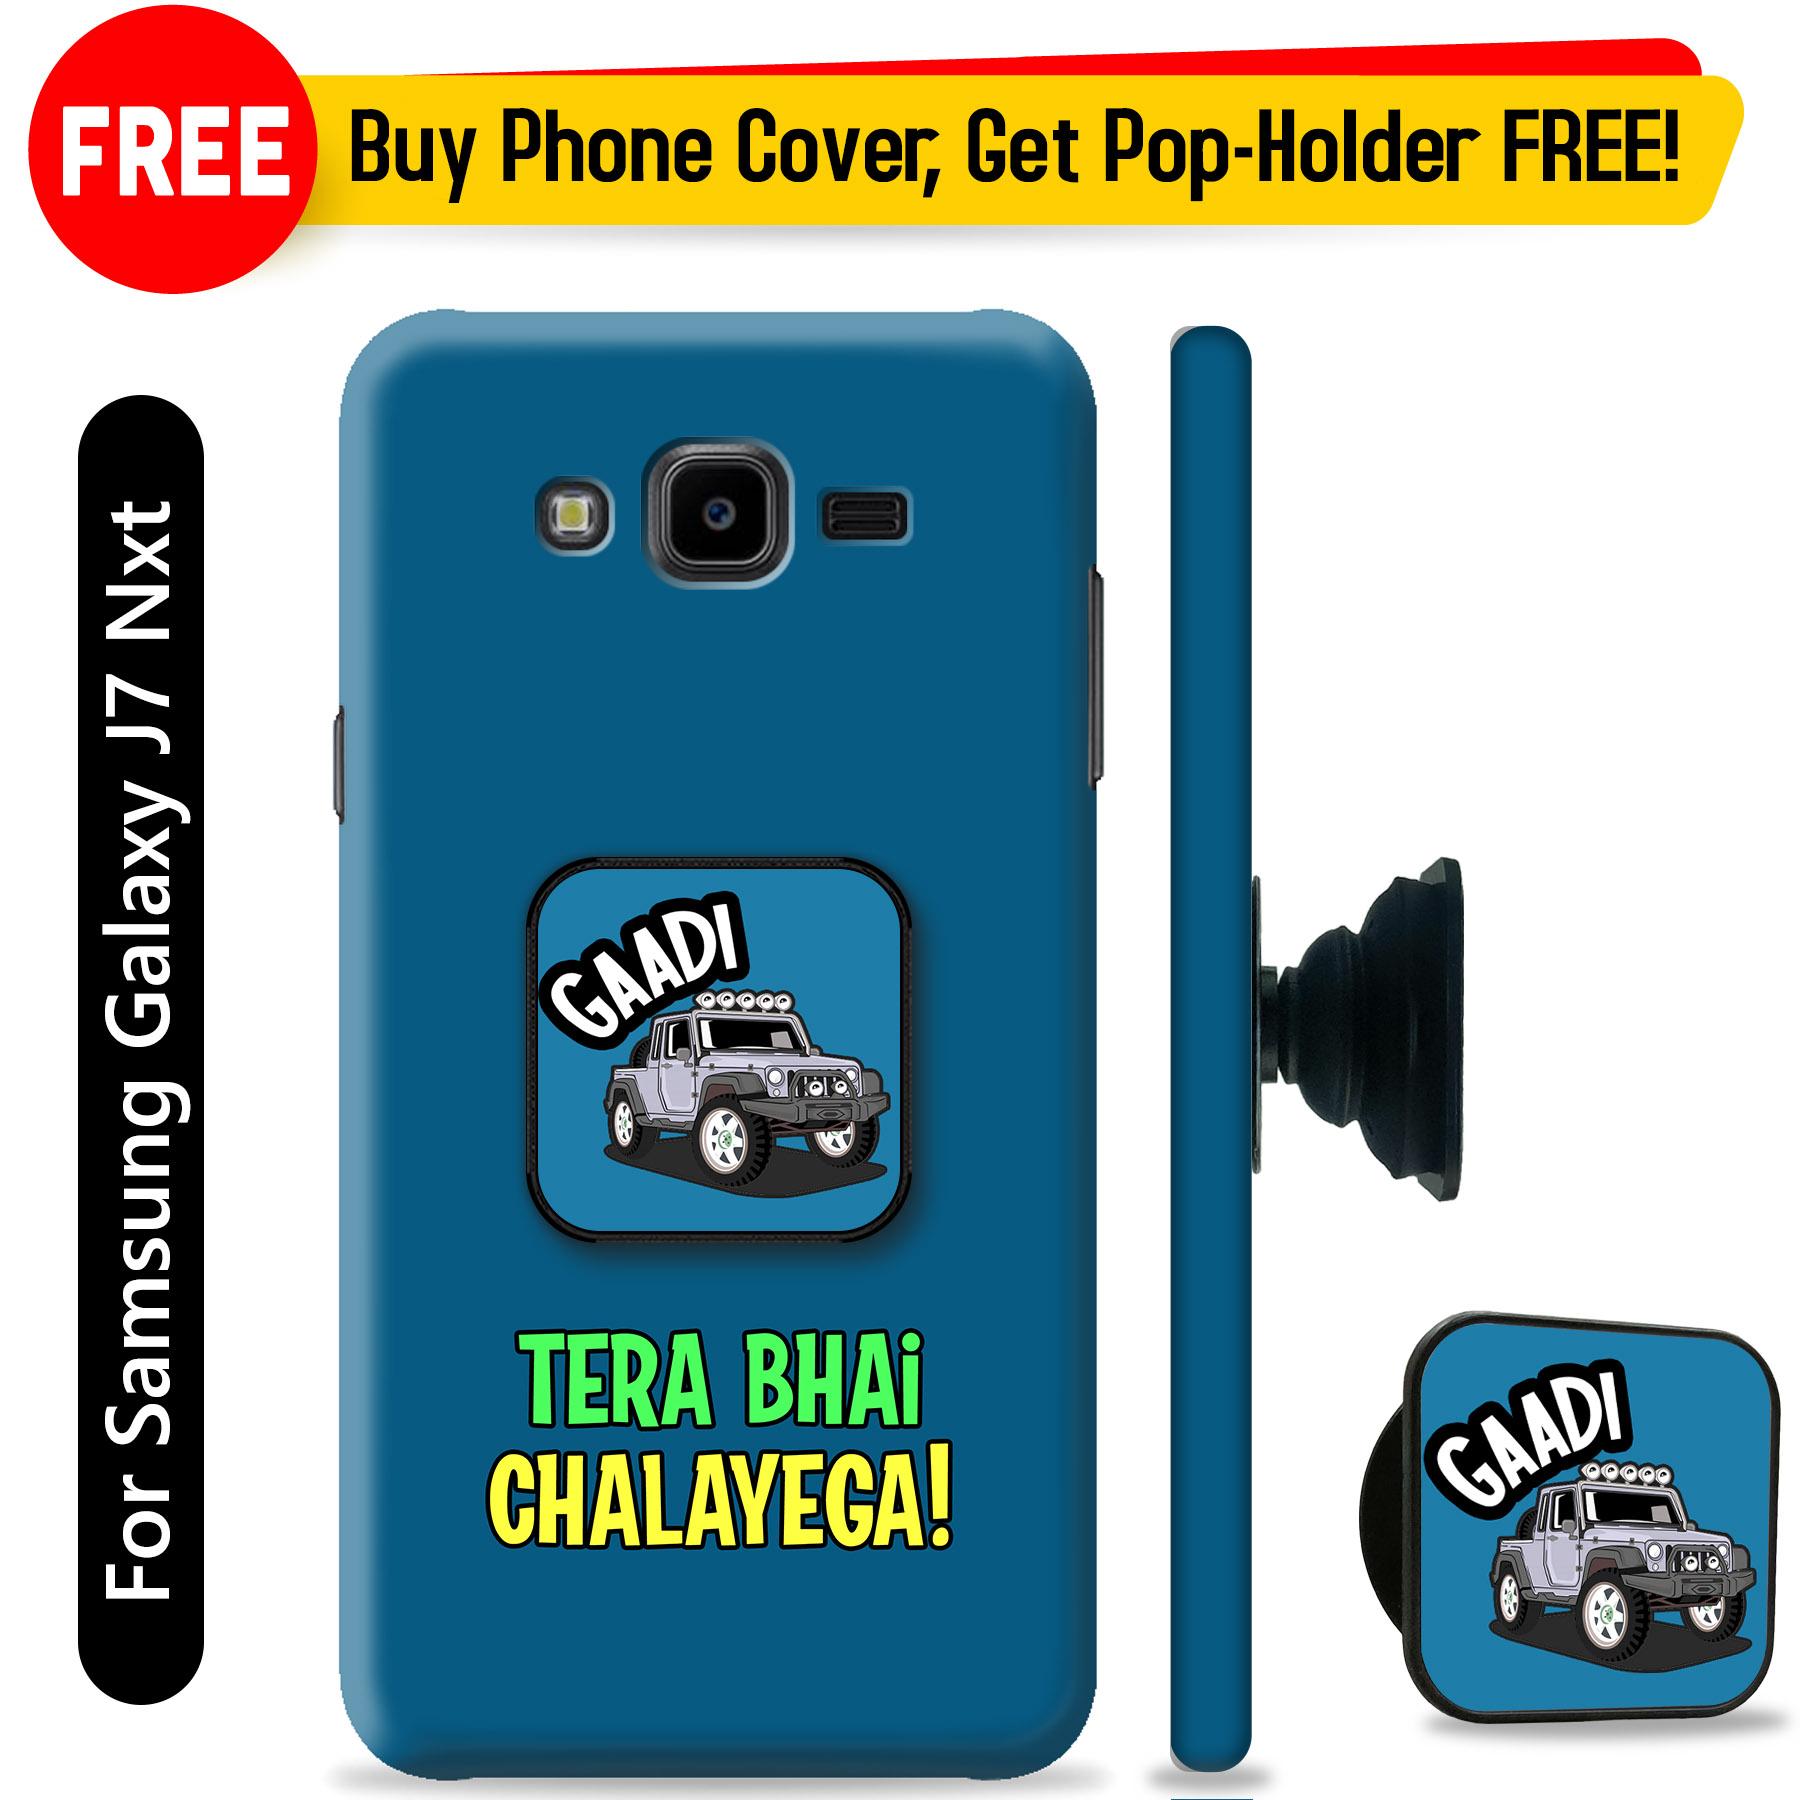 FREE
Buy Phone Cover, Get Pop-Holder FREE!
For Samsung Galaxy J7 Nxt
GAADI
TERA BHAi
CHALAYEGA!
GAADI